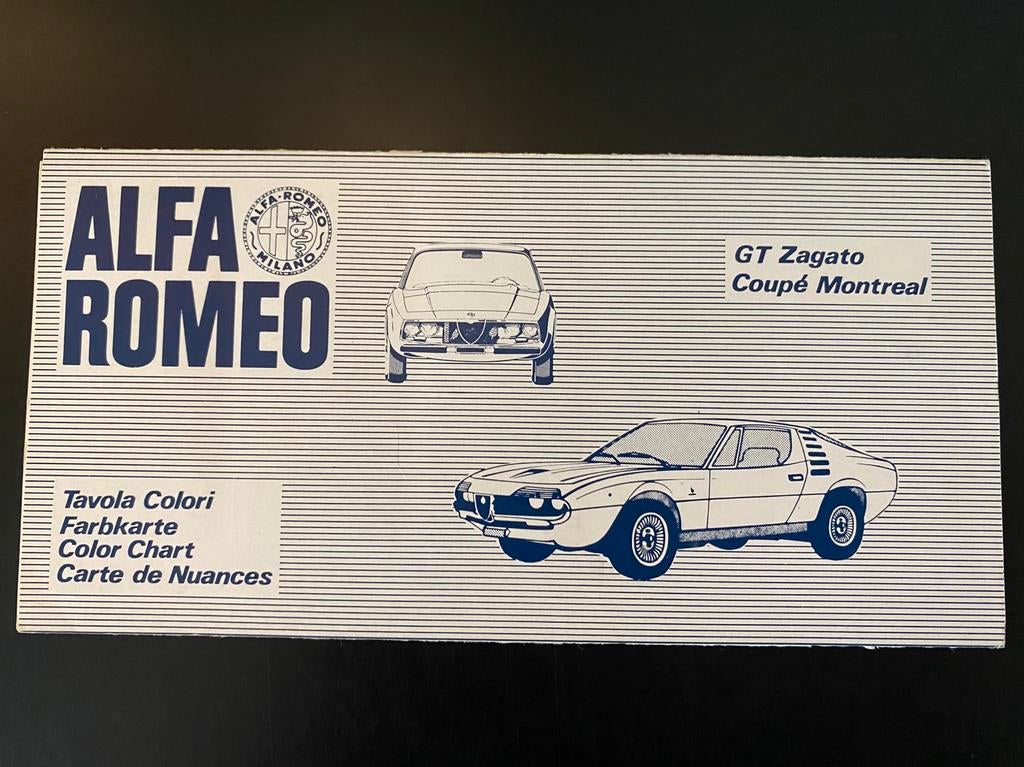 ALFA
ROMEO
ALFA-ROMEO
MILANO
GT Zagato
Coupé Montreal
Tavola Colori
Farbkarte
Color Chart
Carte de Nuances